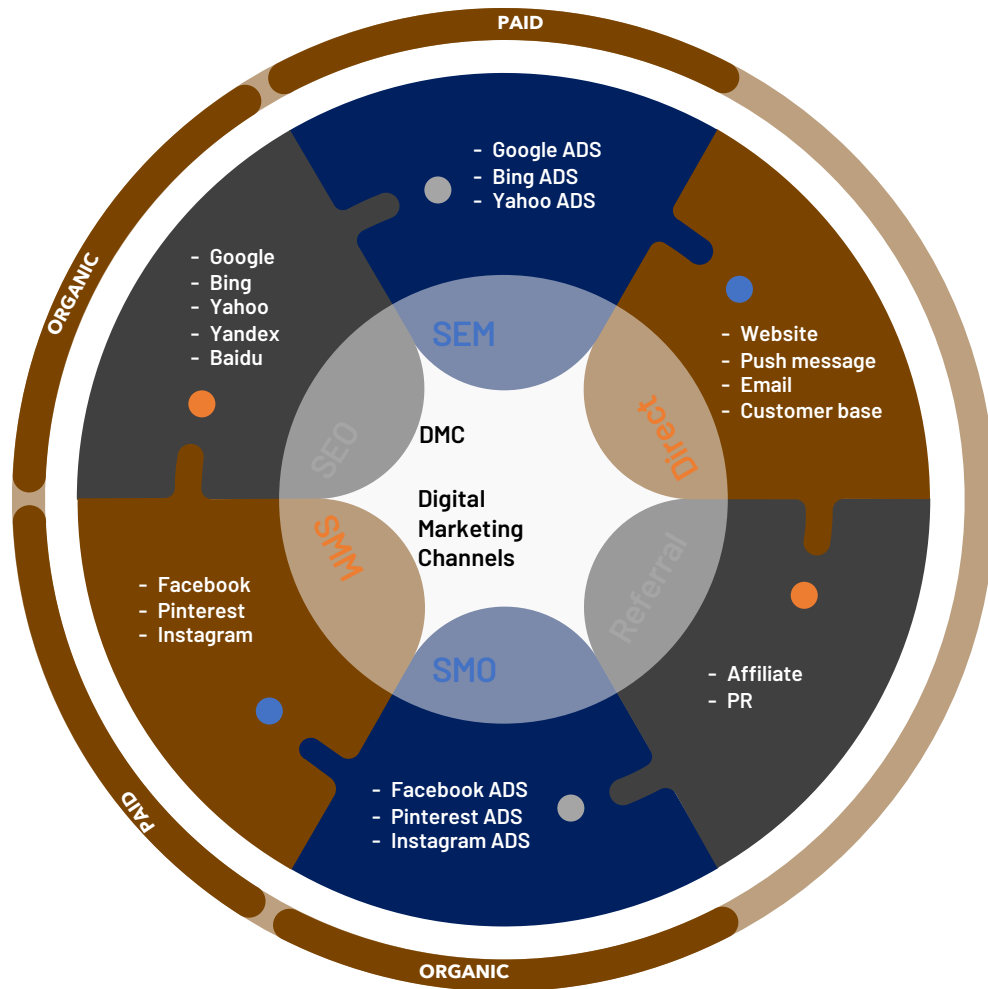 PAID
- Google ADS
- Bing ADS
- Yahoo ADS
ORGANIC
- Google
- Bing
- Yahoo
- Yandex
- Baidu
- Website
- Push message
- Email
- Customer base
SEM
SEO
Direct
DMC
Digital
Marketing
Channels
SMM
Referral
SMO
- Facebook
- Pinterest
- Instagram
- Affiliate
- PR
- Facebook ADS
- Pinterest ADS
- Instagram ADS
PAID
ORGANIC